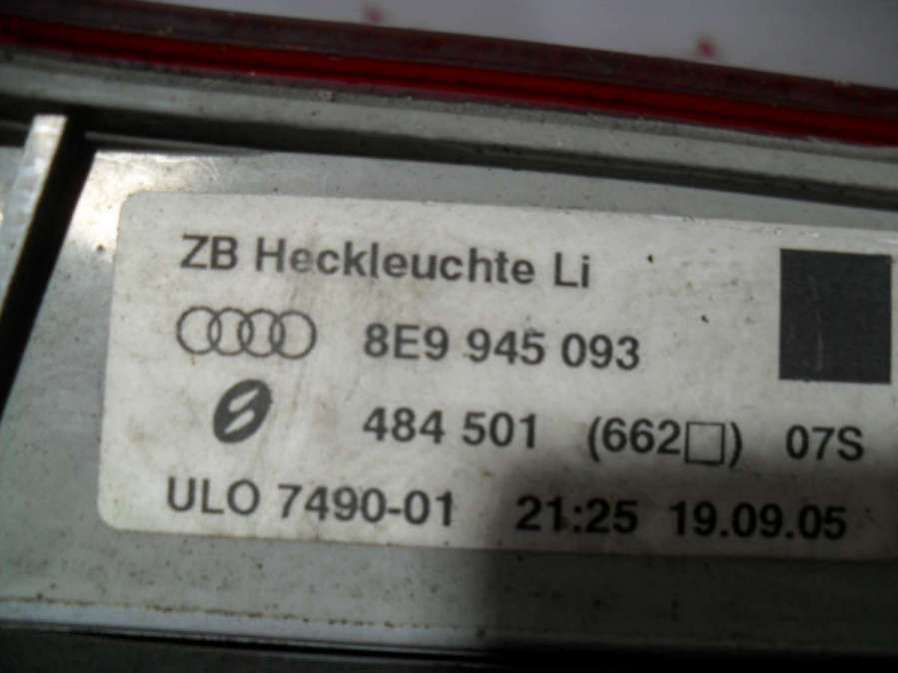 ZB Heckleuchte Li
8E9 945 093
484 501 (662□) 07S
ULO 7490-01 21:25 19.09.05